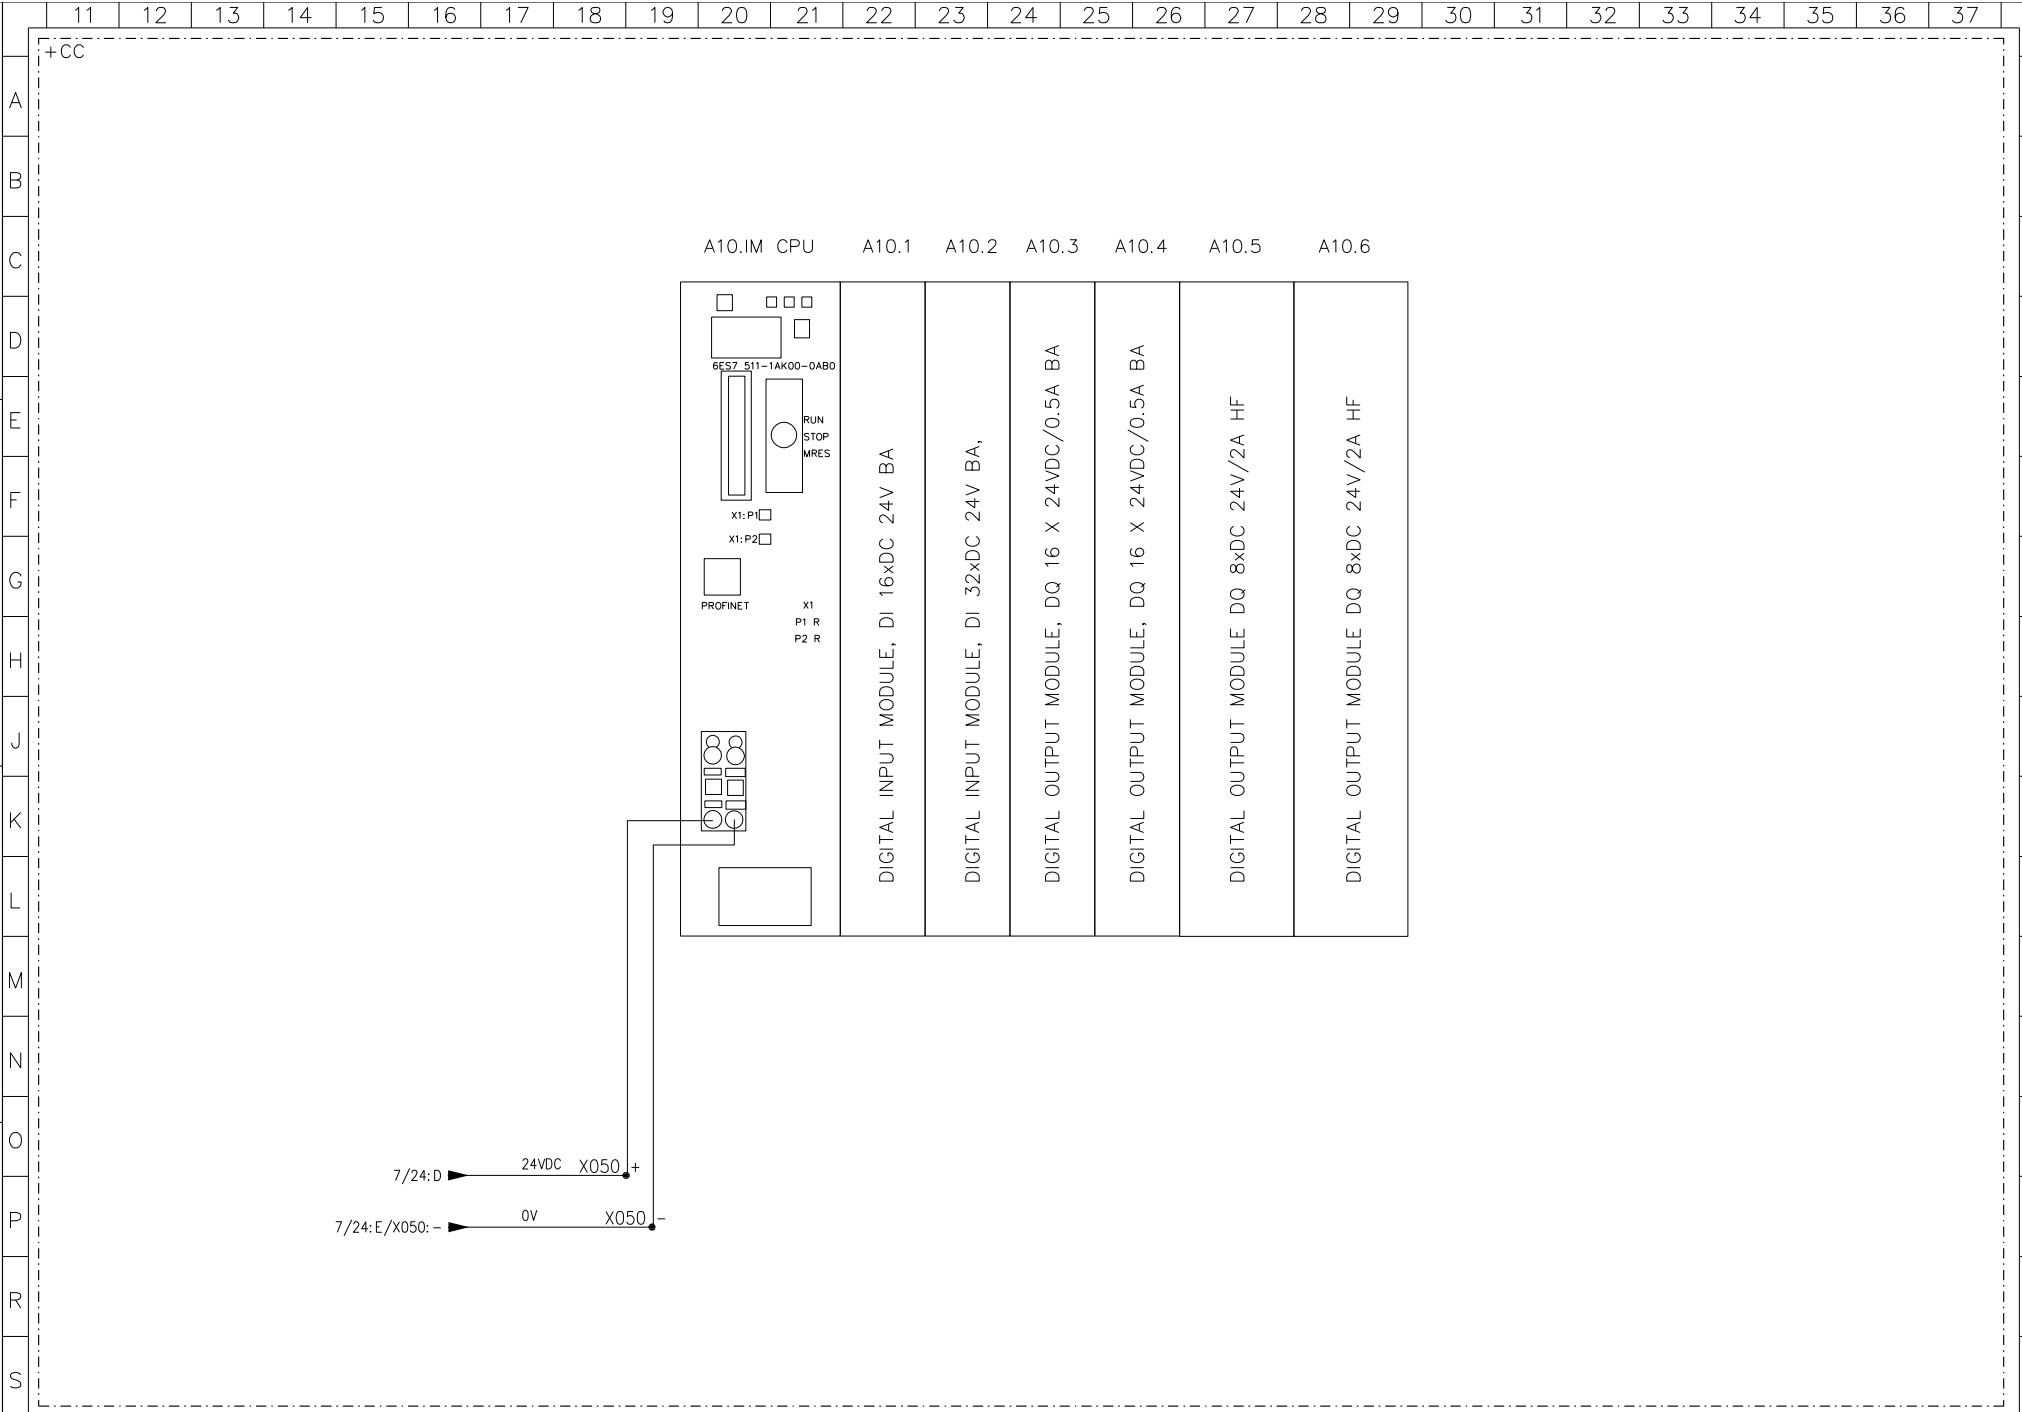 11 12 13 14 15 16 17 18 19 20 21 22 23 24 25 26 27 28 29 30 31 32 33 34 35 36 37
+CC
A
B
C
D
E
F
G
H
J
K
L
M
N
O
P
R
S
A10.IM CPU A10.1 A10.2 A10.3 A10.4 A10.5 A10.6
6ES7 511-1AK00-0AB0
RUN
STOP
MRES
X1:P1
X1:P2
PROFINET
X1
P1 R
P2 R
DIGITAL INPUT MODULE, DI 16xDC 24V BA
DIGITAL INPUT MODULE, DI 32xDC 24V BA,
DIGITAL OUTPUT MODULE, DQ 16 X 24VDC/0.5A BA
DIGITAL OUTPUT MODULE, DQ 16 X 24VDC/0.5A BA
DIGITAL OUTPUT MODULE DQ 8xDC 24V/2A HF
DIGITAL OUTPUT MODULE DQ 8xDC 24V/2A HF
7/24:D 24VDC X050 +
7/24:E/X050:- 0V X050 -